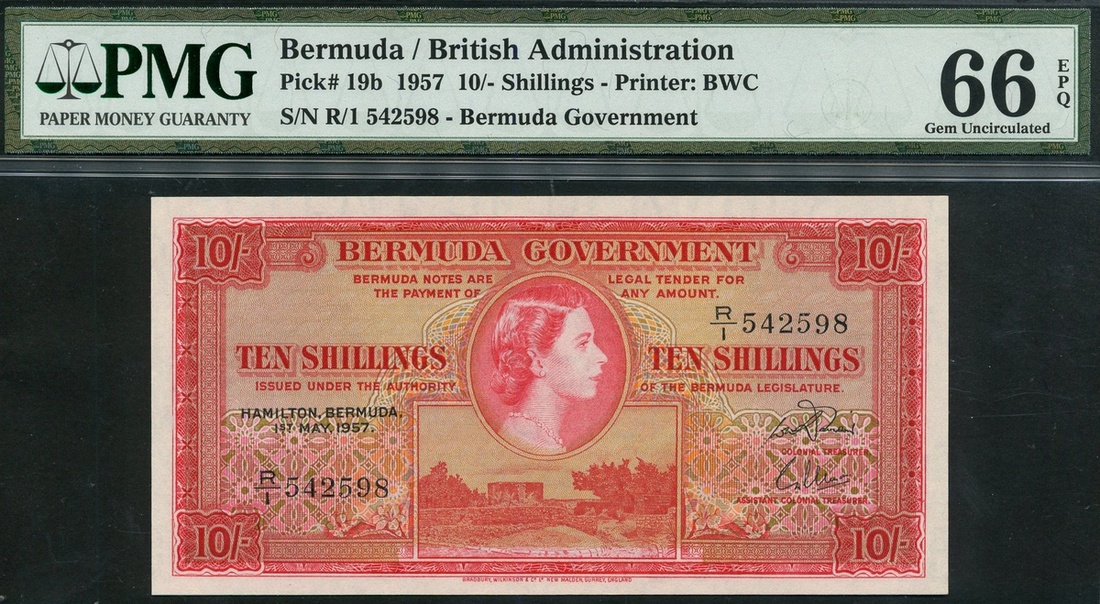 PMG
PAPER MONEY GUARANTY
Bermuda / British Administration
Pick# 19b 1957 10/- Shillings - Printer: BWC
S/N R/1 542598 - Bermuda Government
66
EPQ
Gem Uncirculated
10/-
BERMUDA GOVERNMENT
10/-
BERMUDA NOTES ARE LEGAL TENDER FOR
THE PAYMENT OF ANY AMOUNT.
R/1 542598
TEN SHILLINGS TEN SHILLINGS
ISSUED UNDER THE AUTHORITY OF THE BERMUDA LEGISLATURE.
HAMILTON, BERMUDA,
1ST MAY, 1957.
COLONIAL TREASURER
R/1 542598
ASSISTANT COLONIAL TREASURER.
10/-
10/-
BRADBURY, WILKINSON & Cº Lº NEW MALDEN, SURREY, ENGLAND